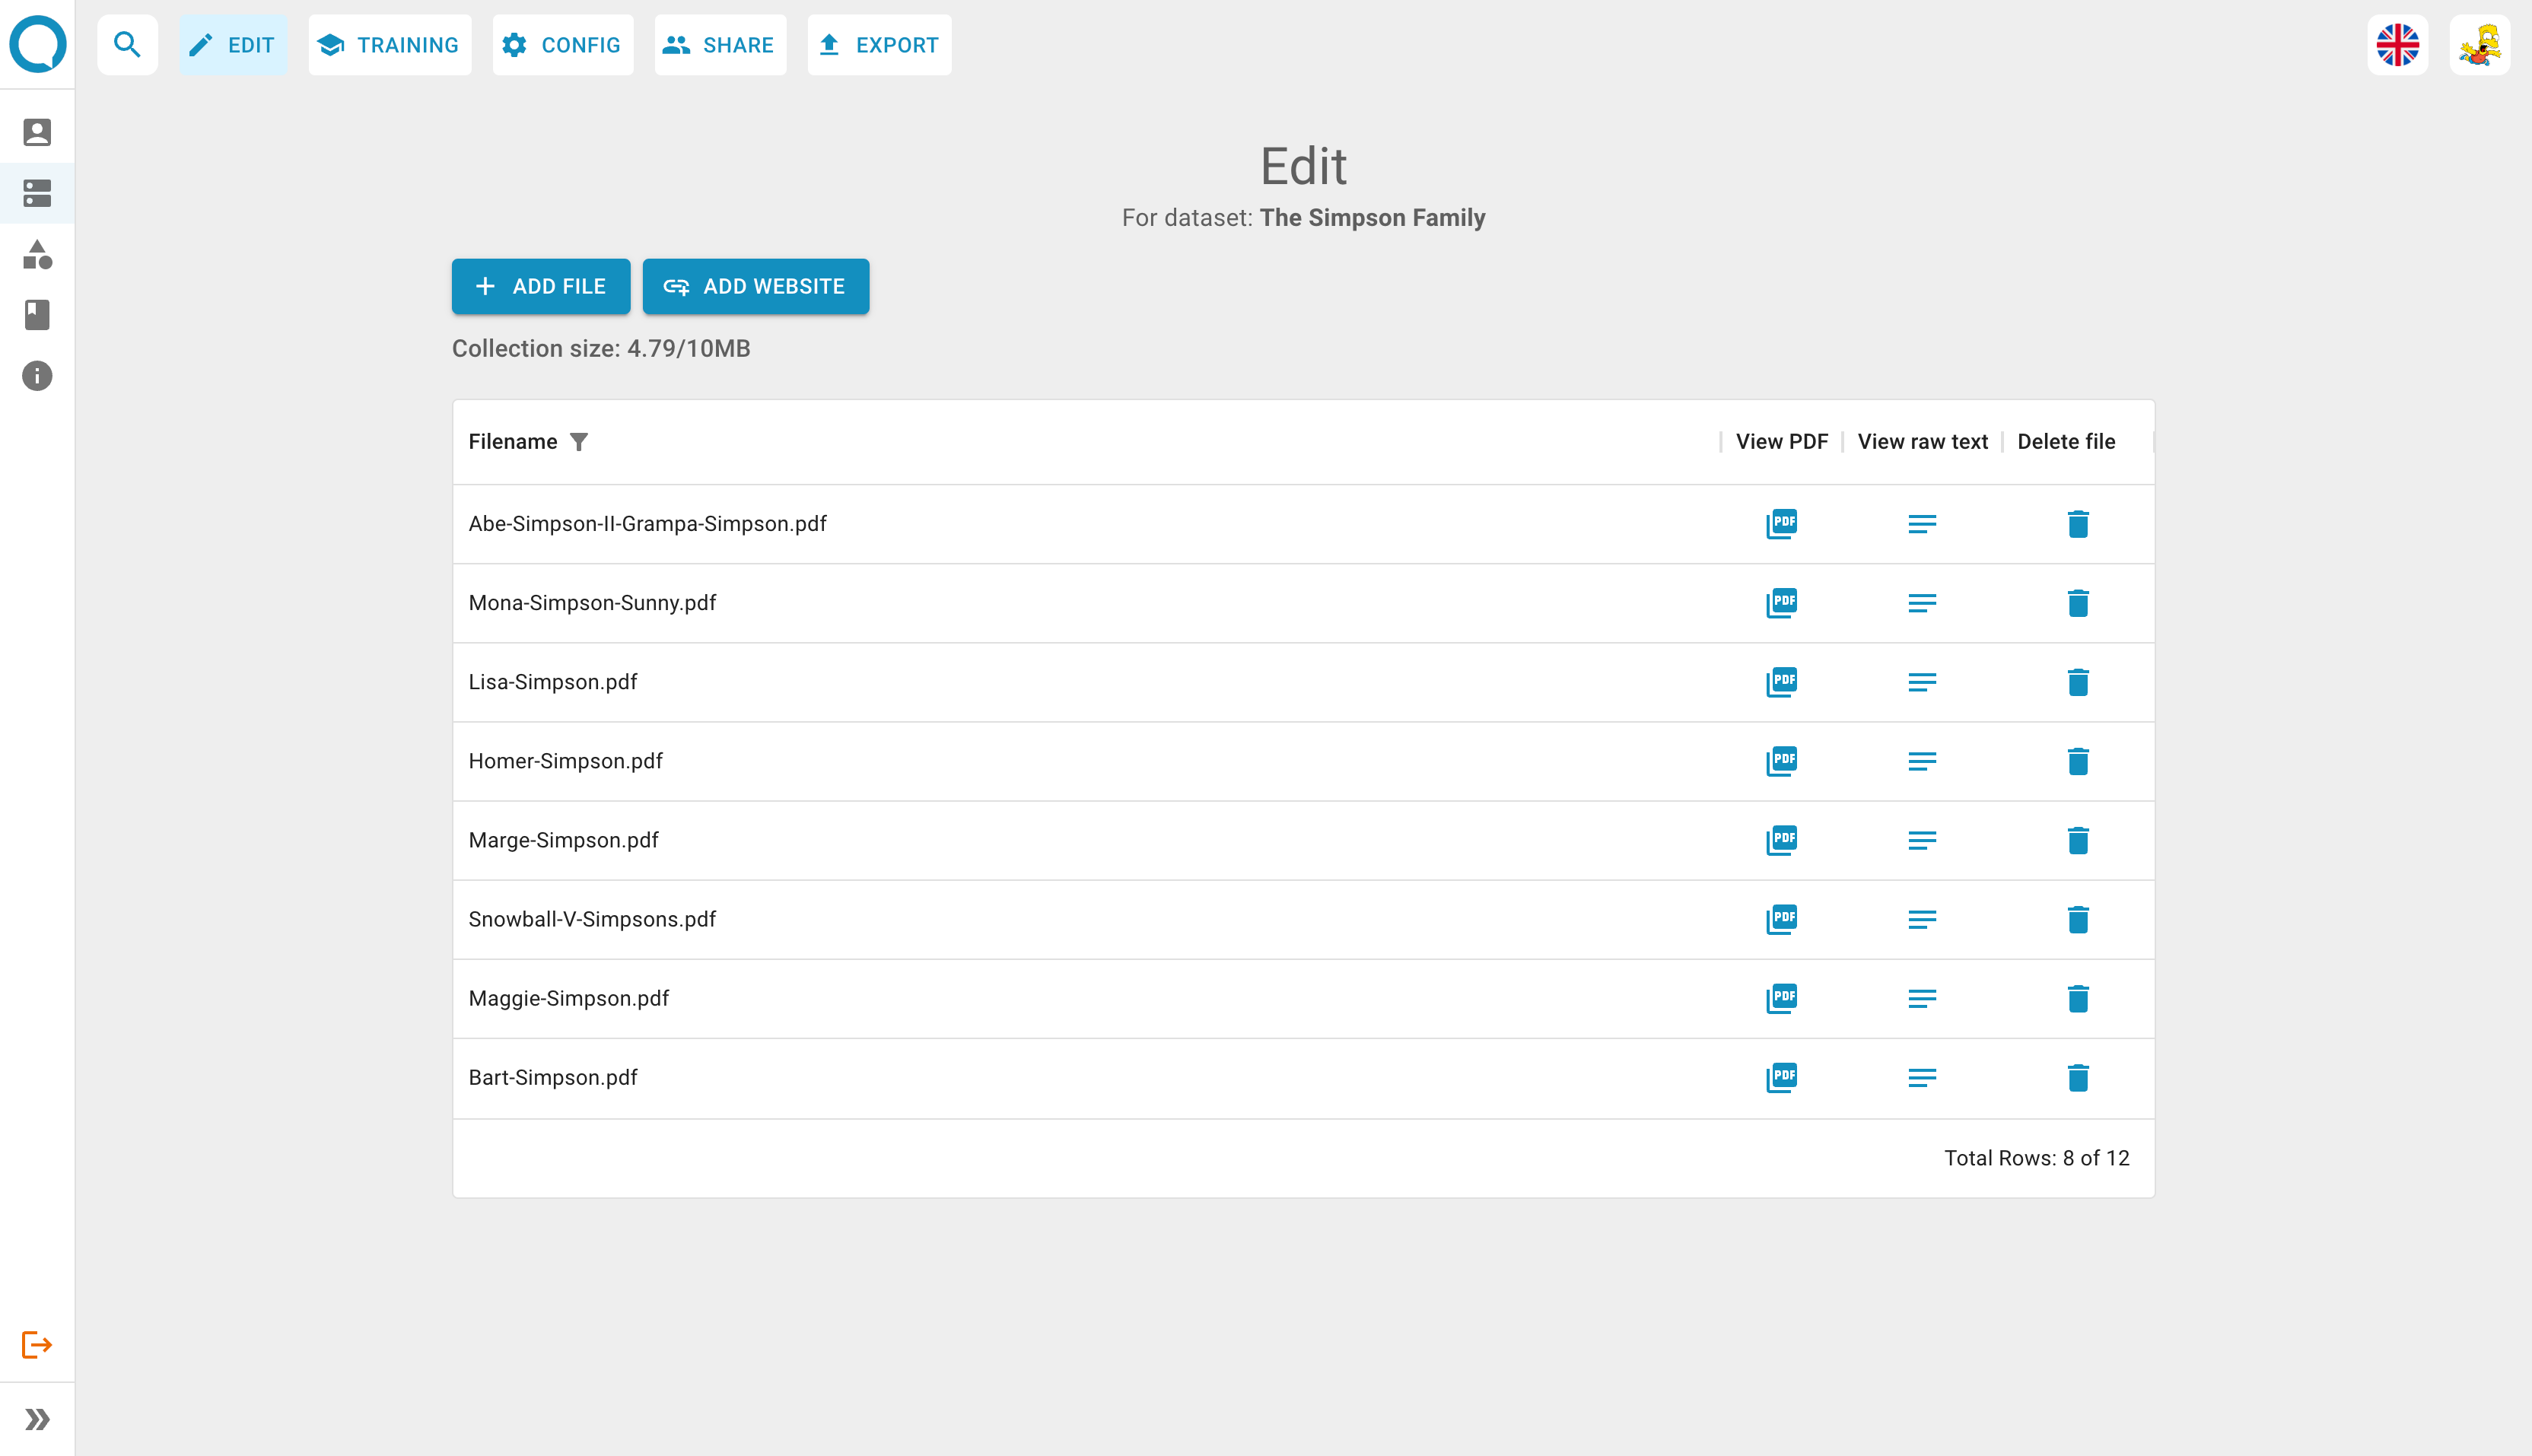 EDIT TRAINING CONFIG SHARE EXPORT
Edit
For dataset: The Simpson Family
ADD FILE ADD WEBSITE
Collection size: 4.79/10MB
Filename View PDF View raw text Delete file
Abe-Simpson-II-Grampa-Simpson.pdf PDF
Mona-Simpson-Sunny.pdf PDF
Lisa-Simpson.pdf PDF
Homer-Simpson.pdf PDF
Marge-Simpson.pdf PDF
Snowball-V-Simpsons.pdf PDF
Maggie-Simpson.pdf PDF
Bart-Simpson.pdf PDF
Total Rows: 8 of 12